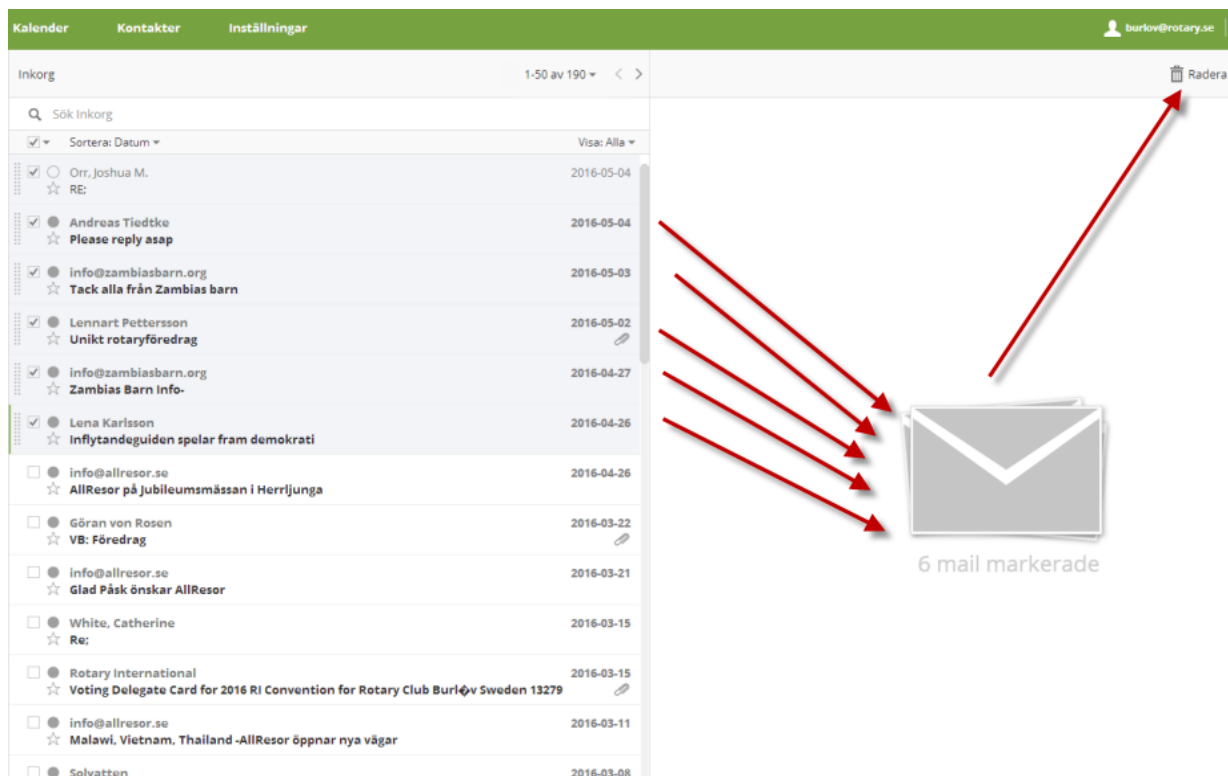 Kalender Kontakter Inställningar burlov@rotary.se
Inkorg 1-50 av 190 Radera
Sök Inkorg
Sortera: Datum Visa: Alla
Orr, Joshua M. 2016-05-04
RE;
Andreas Tiedtke 2016-05-04
Please reply asap
info@zambiasbarn.org 2016-05-03
Tack alla från Zambias barn
Lennart Pettersson 2016-05-02
Unikt rotaryföredrag
info@zambiasbarn.org 2016-04-27
Zambias Barn Info-
Lena Karlsson 2016-04-26
Inflytandeguiden spelar fram demokrati
info@allresor.se 2016-04-26
AllResor på Jubileumsmässan i Herrljunga
Göran von Rosen 2016-03-22
VB: Föredrag
info@allresor.se 2016-03-21
Glad Påsk önskar AllResor
White, Catherine 2016-03-15
Re;
Rotary International 2016-03-15
Voting Delegate Card for 2016 RI Convention for Rotary Club Burl�v Sweden 13279
info@allresor.se 2016-03-11
Malawi, Vietnam, Thailand -AllResor öppnar nya vägar
Solvatten 2016-03-08
6 mail markerade